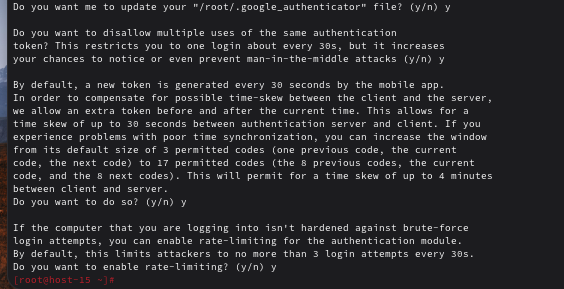 Do you want me to update your "/root/.google_authenticator" file? (y/n) y
Do you want to disallow multiple uses of the same authentication
token? This restricts you to one login about every 30s, but it increases
your chances to notice or even prevent man-in-the-middle attacks (y/n) y
By default, a new token is generated every 30 seconds by the mobile app.
In order to compensate for possible time-skew between the client and the server,
we allow an extra token before and after the current time. This allows for a
time skew of up to 30 seconds between authentication server and client. If you
experience problems with poor time synchronization, you can increase the window
from its default size of 3 permitted codes (one previous code, the current
code, the next code) to 17 permitted codes (the 8 previous codes, the current
code, and the 8 next codes). This will permit for a time skew of up to 4 minutes
between client and server.
Do you want to do so? (y/n) y
If the computer that you are logging into isn't hardened against brute-force
login attempts, you can enable rate-limiting for the authentication module.
By default, this limits attackers to no more than 3 login attempts every 30s.
Do you want to enable rate-limiting? (y/n) y
[root@host-15 ~]#